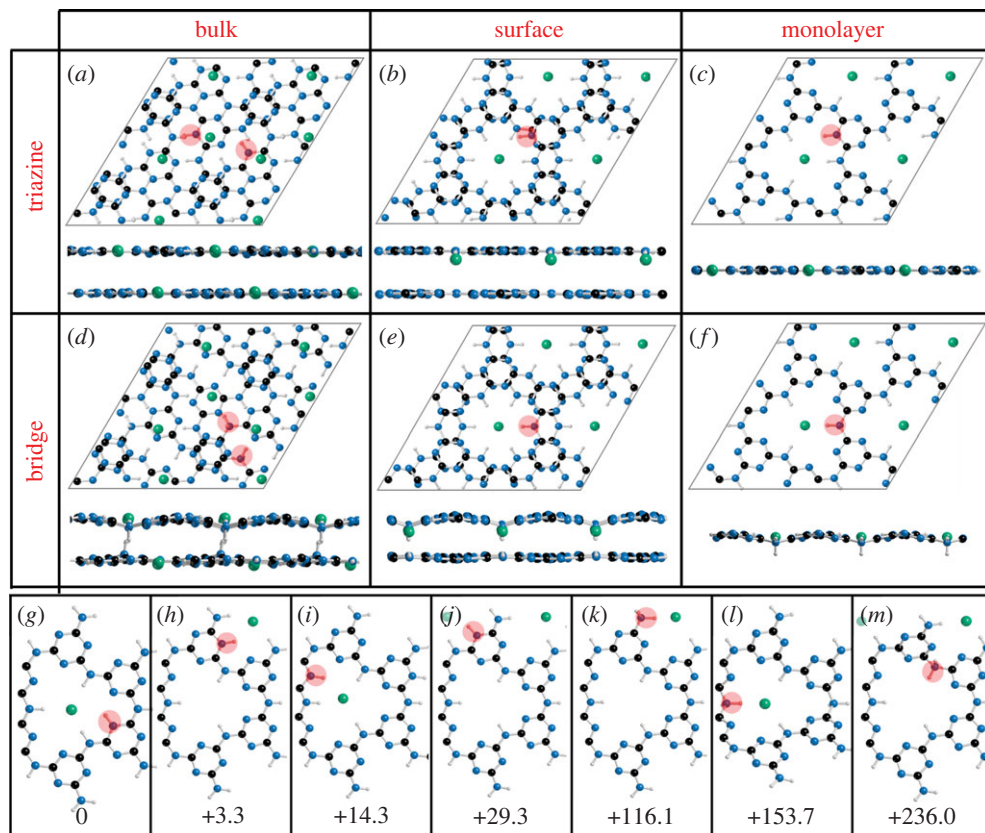 bulk surface monolayer
triazine
(a) (b) (c)
bridge
(d) (e) (f)
(g) (h) (i) (j) (k) (l) (m)
0 +3.3 +14.3 +29.3 +116.1 +153.7 +236.0